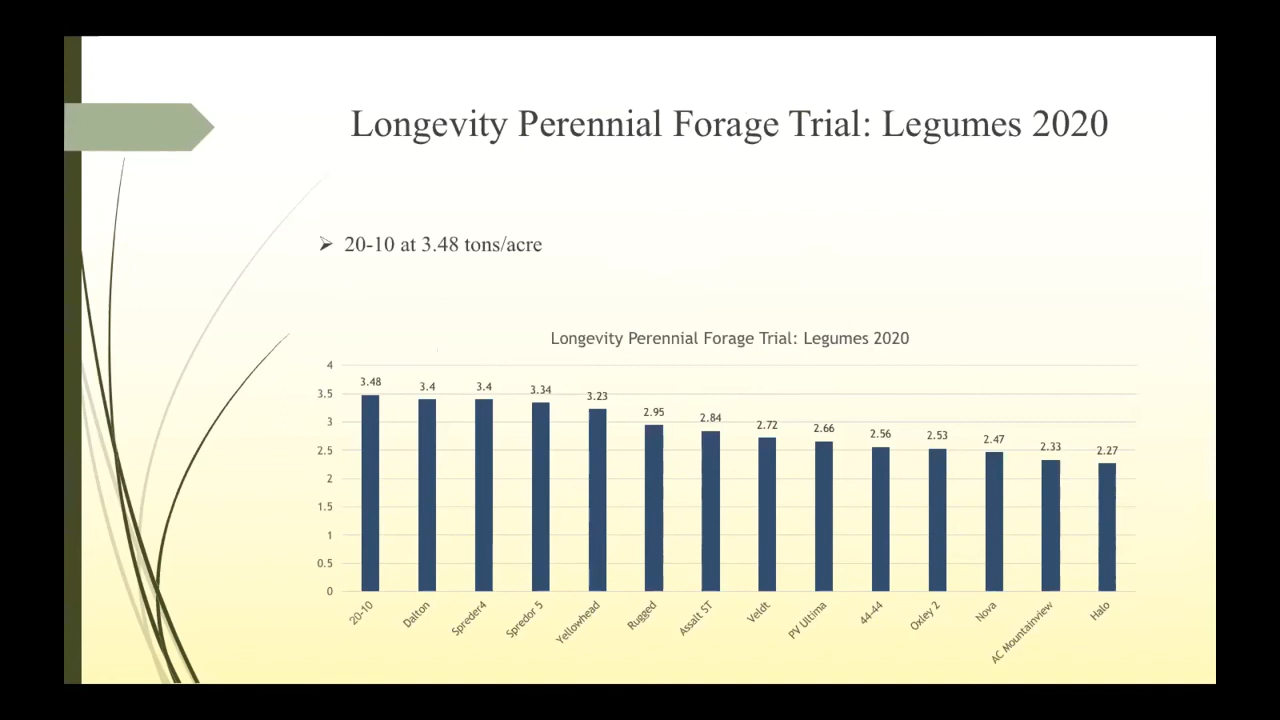 Longevity Perennial Forage Trial: Legumes 2020
20-10 at 3.48 tons/acre
Longevity Perennial Forage Trial: Legumes 2020
4
3.5
3
2.5
2
1.5
1
0.5
0
3.48
3.4
3.4
3.34
3.23
2.95
2.84
2.72
2.66
2.56
2.53
2.47
2.33
2.27
20-10
Dalton
Spreder4
Spredor 5
Yellowhead
Rugged
Assalt ST
Veldt
PV Ultima
44-44
Oxley 2
Nova
AC Mountainview
Halo